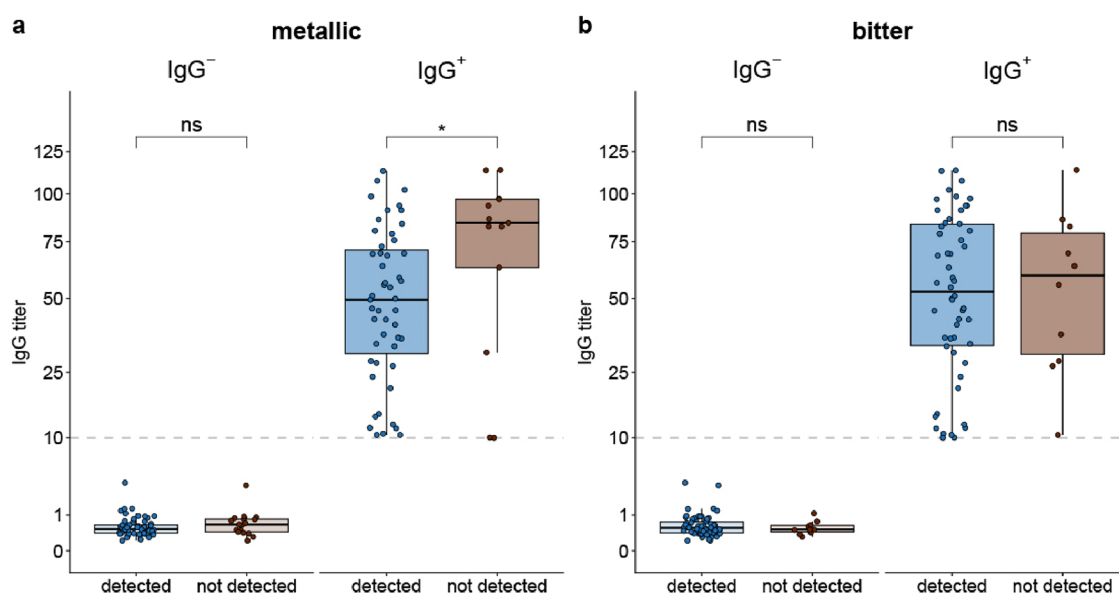 a metallic
IgG⁻ IgG⁺
ns *
125
100
75
50
25
10
1
0
IgG titer
detected not detected detected not detected
b bitter
IgG⁻ IgG⁺
ns ns
125
100
75
50
25
10
1
0
IgG titer
detected not detected detected not detected